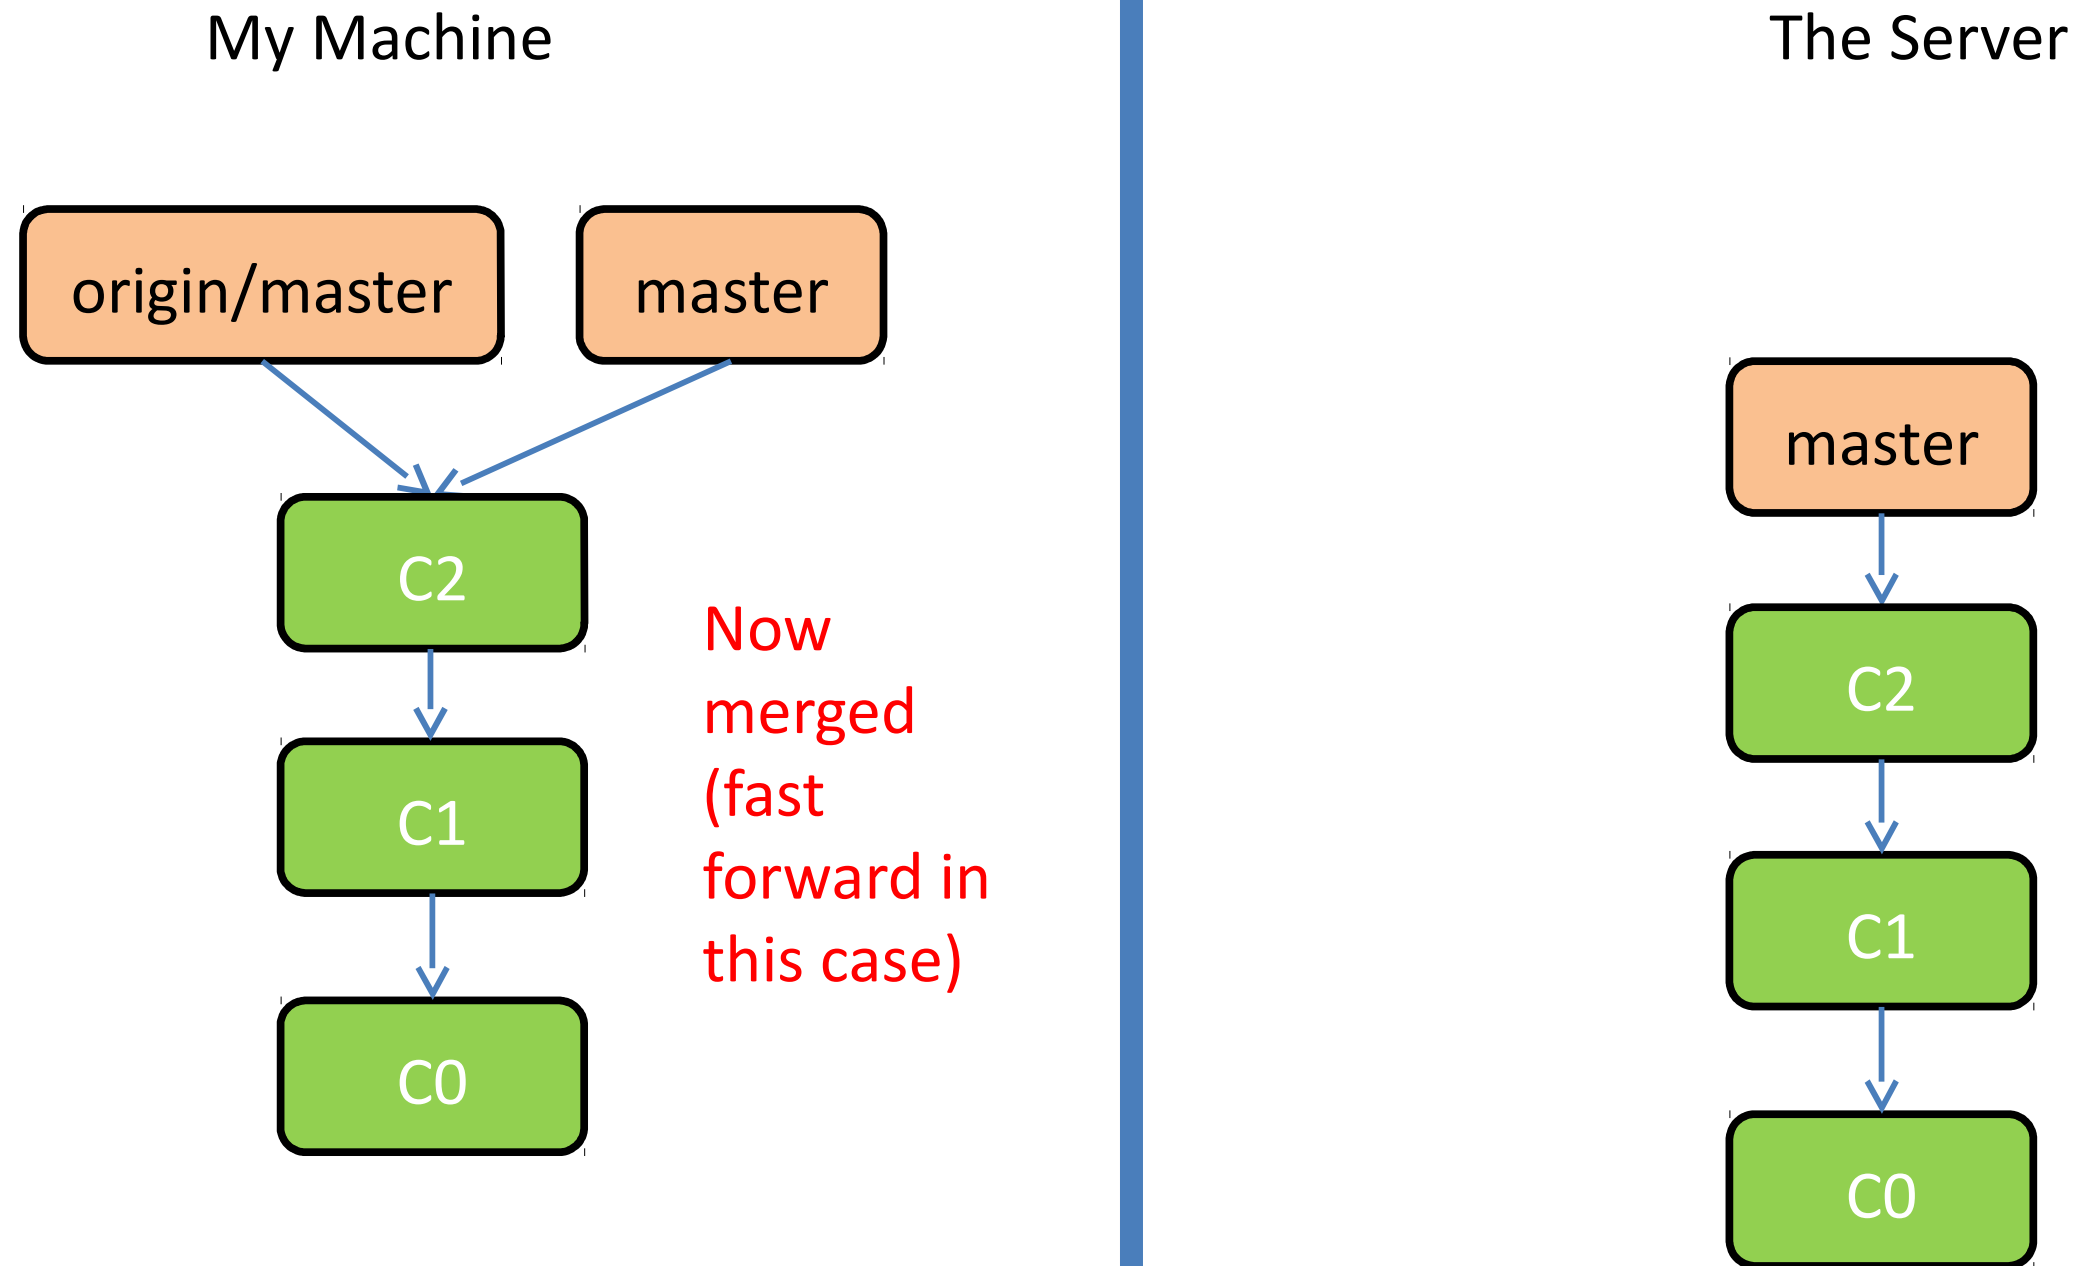 My Machine
The Server
origin/master
master
master
C2
C2
C1
C1
C0
C0
Now
merged
(fast
forward in
this case)